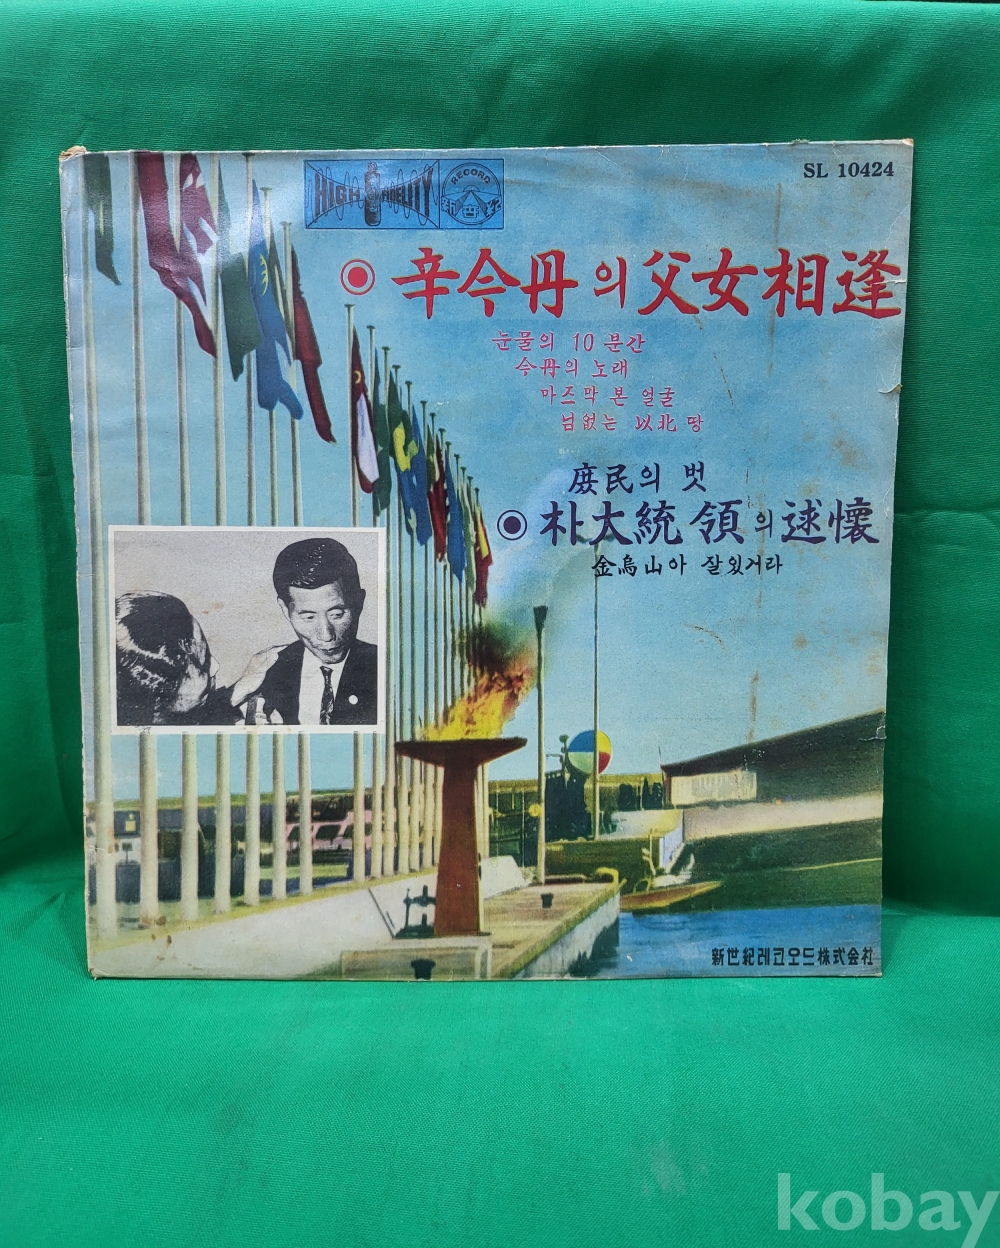 HIGH FIDELITY
RECORD
新世紀
SL 10424
辛今丹의 父女相逢
눈물의 10 분간
今丹의 노래
마즈막 본 얼굴
님없는 以北 땅
庶民의 벗
朴大統領의 述懷
金烏山아 잘있거라
新世紀레코오드株式会社
kobay